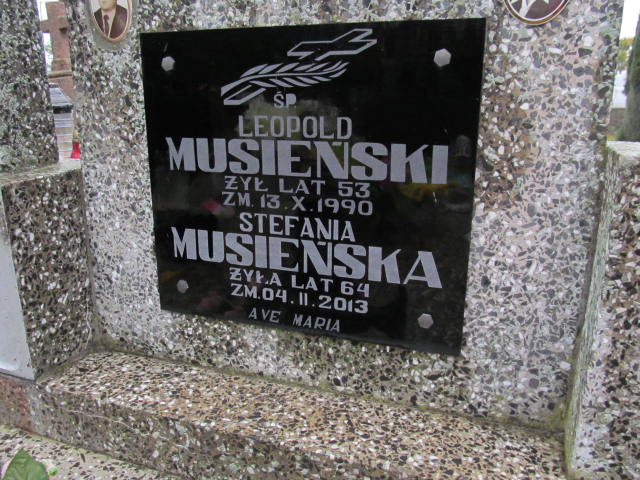 ŚP
LEOPOLD
MUSIEŃSKI
ŻYŁ LAT 53
ZM. 13. X. 1990
STEFANIA
MUSIEŃSKA
ŻYŁA LAT 64
ZM. 04. II. 2013
AVE MARIA